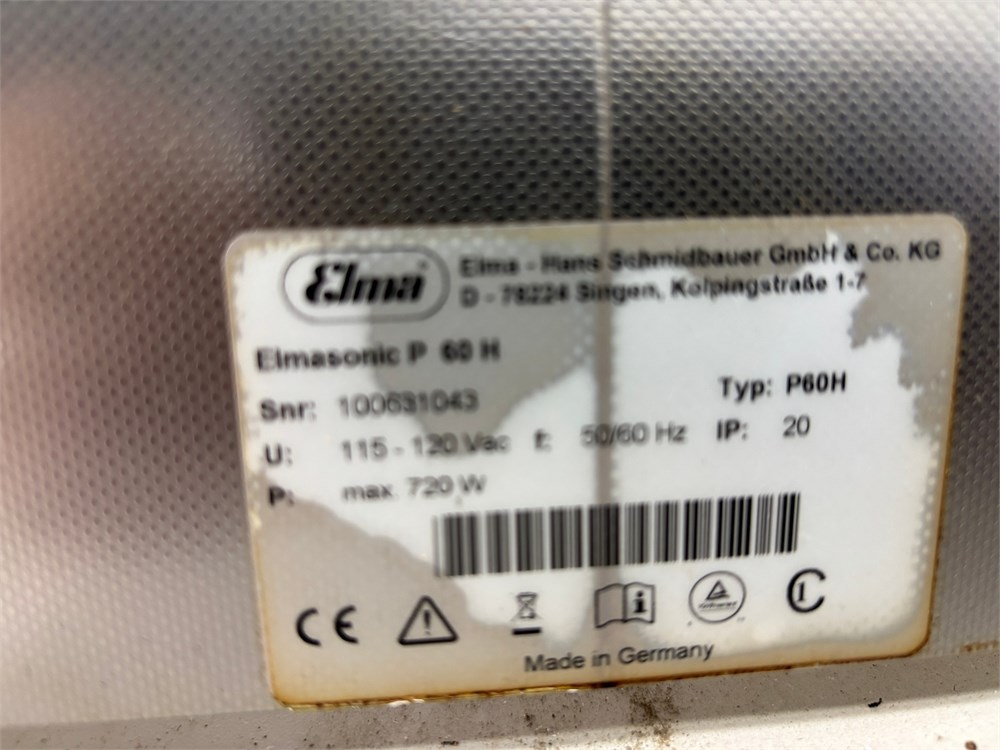 Elma
Elma - Hans Schmidbauer GmbH & Co. KG
D - 78224 Singen, Kolpingstraße 1-7
Elmasonic P 60 H
Typ: P60H
Snr: 100631043
U: 115 - 120 Vac f: 50/60 Hz IP: 20
P: max. 720 W
CE
Made in Germany